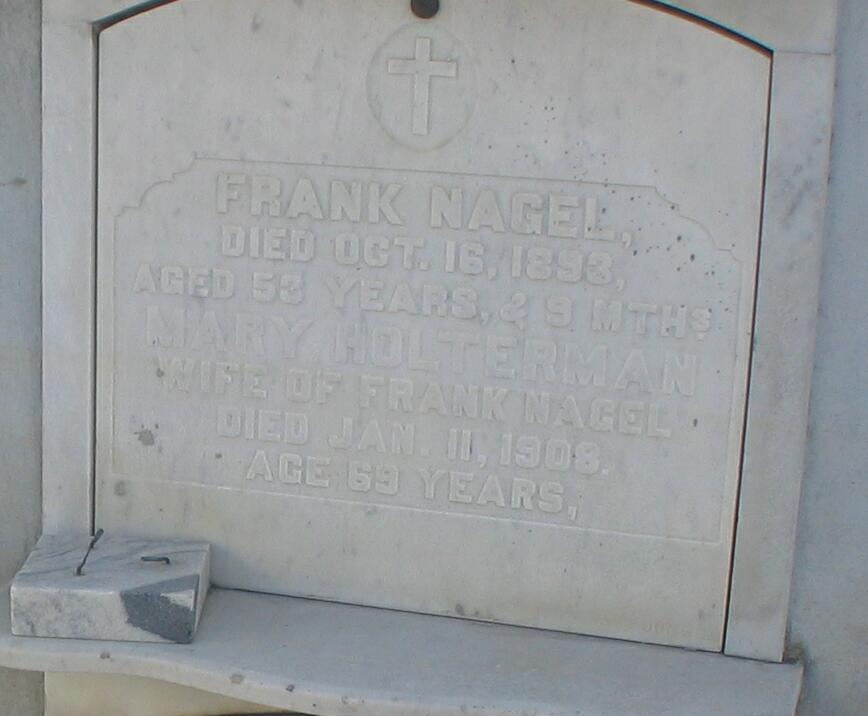 FRANK NAGEL,
DIED OCT. 16, 1893,
AGED 53 YEARS, & 9 MTHS
MARY HOLTERMAN
WIFE OF FRANK NAGEL
DIED JAN. 11, 1908.
AGE 69 YEARS,